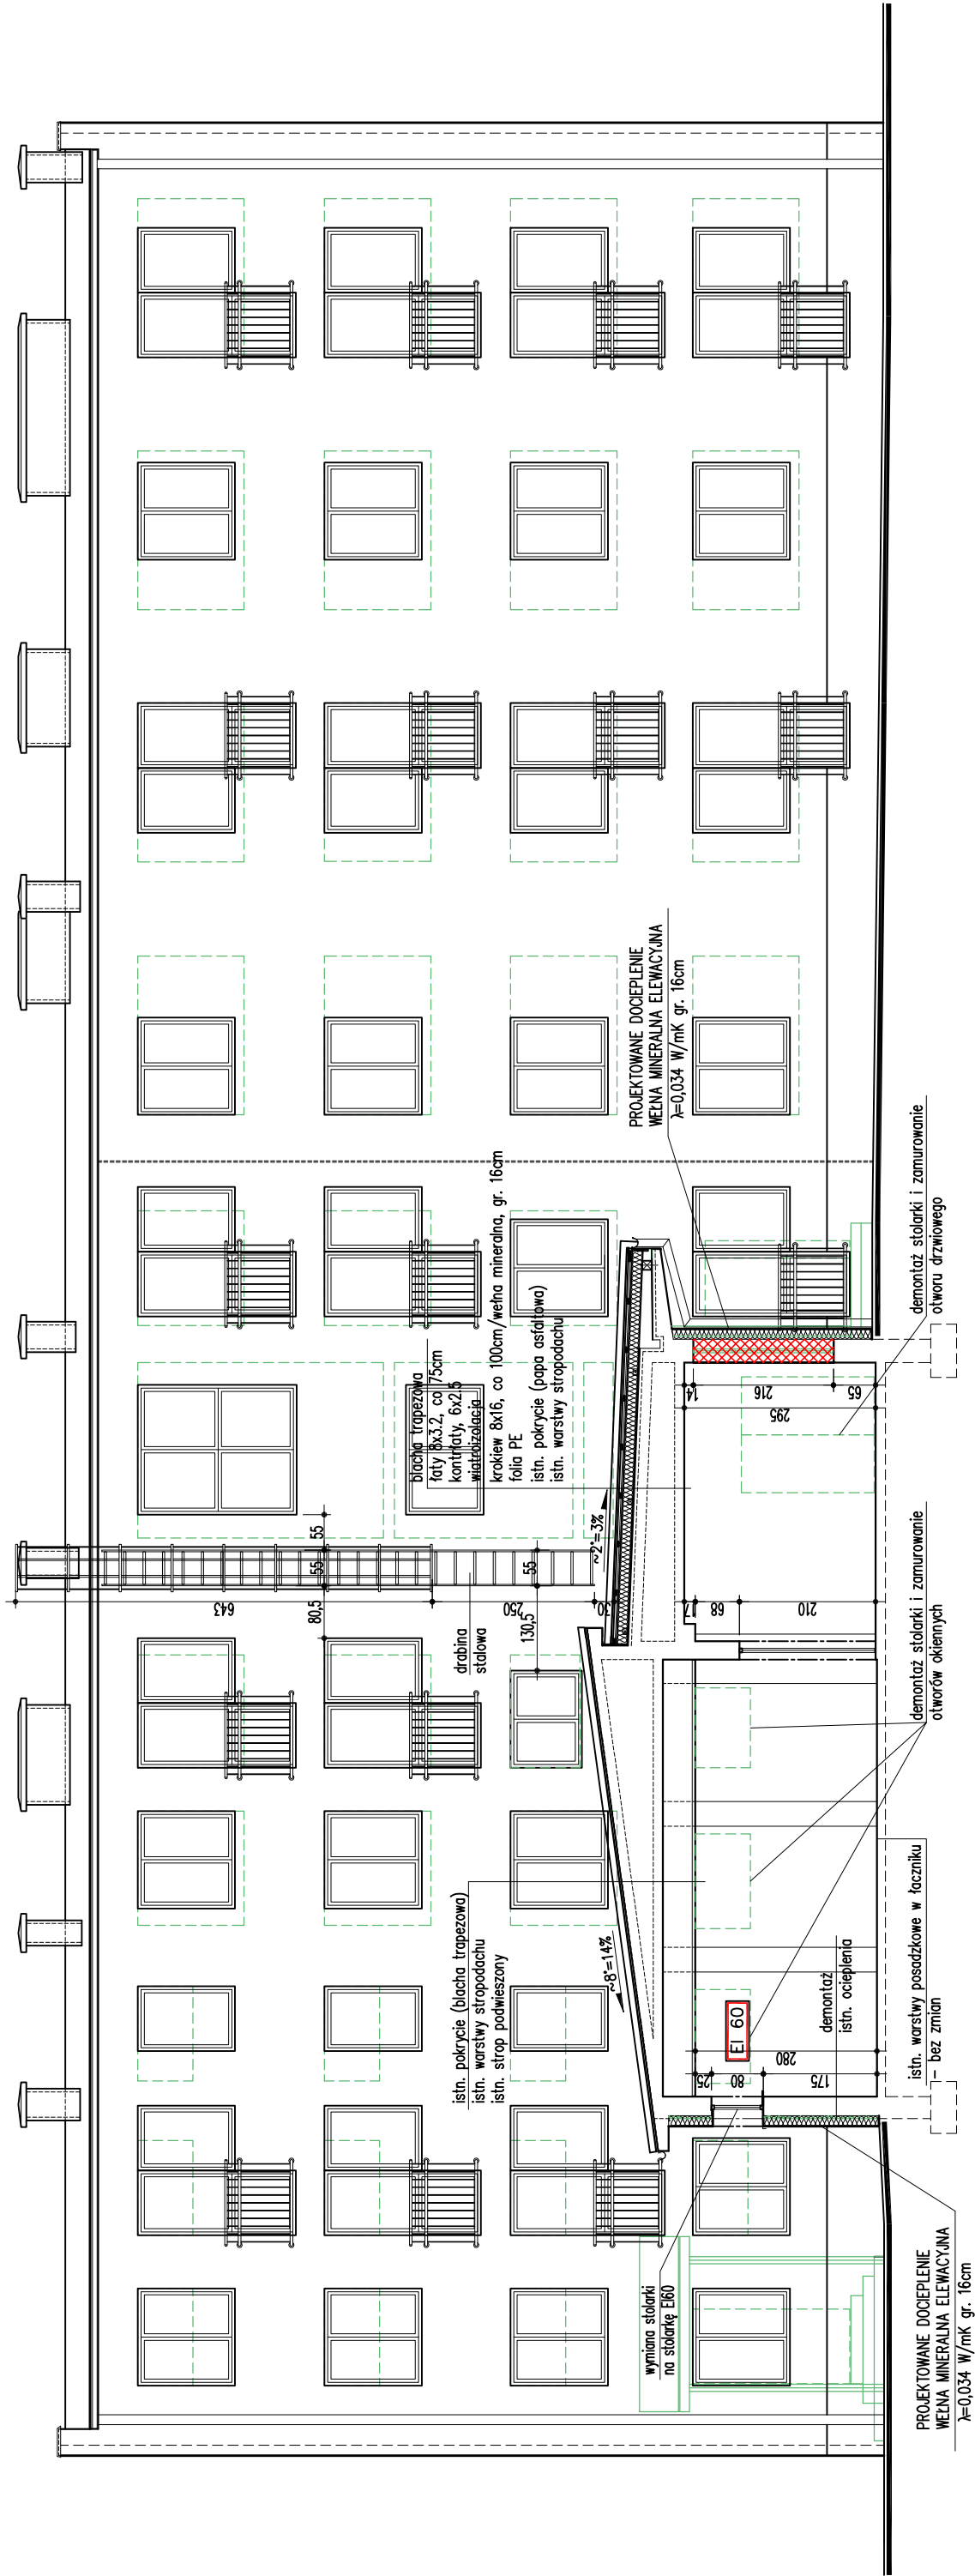 643
55
55
80,5
250
55
130,5
30
drabina
stalowa
blacha trapezowa
łaty 8x3.2, co 75cm
kontrłaty, 6x2.5
wiatroizolacja
krokiew 8x16, co 100cm/wełna mineralna, gr. 16cm
folia PE
istn. pokrycie (papa asfaltowa)
istn. warstwy stropodachu
~2°=3%
PROJEKTOWANE DOCIEPLENIE
WEŁNA MINERALNA ELEWACYJNA
λ=0,034 W/mK gr. 16cm
istn. pokrycie (blacha trapezowa)
istn. warstwy stropodachu
istn. strop podwieszony
~8°=14%
wymiana stolarki
na stolarkę EI60
EI 60
25
80
175
280
17
68
210
14
216
65
295
demontaż
istn. ocieplenia
istn. warstwy posadzkowe w łaczniku
– bez zmian
demontaż stolarki i zamurowanie
otworów okiennych
demontaż stolarki i zamurowanie
otworu drzwiowego
PROJEKTOWANE DOCIEPLENIE
WEŁNA MINERALNA ELEWACYJNA
λ=0,034 W/mK gr. 16cm